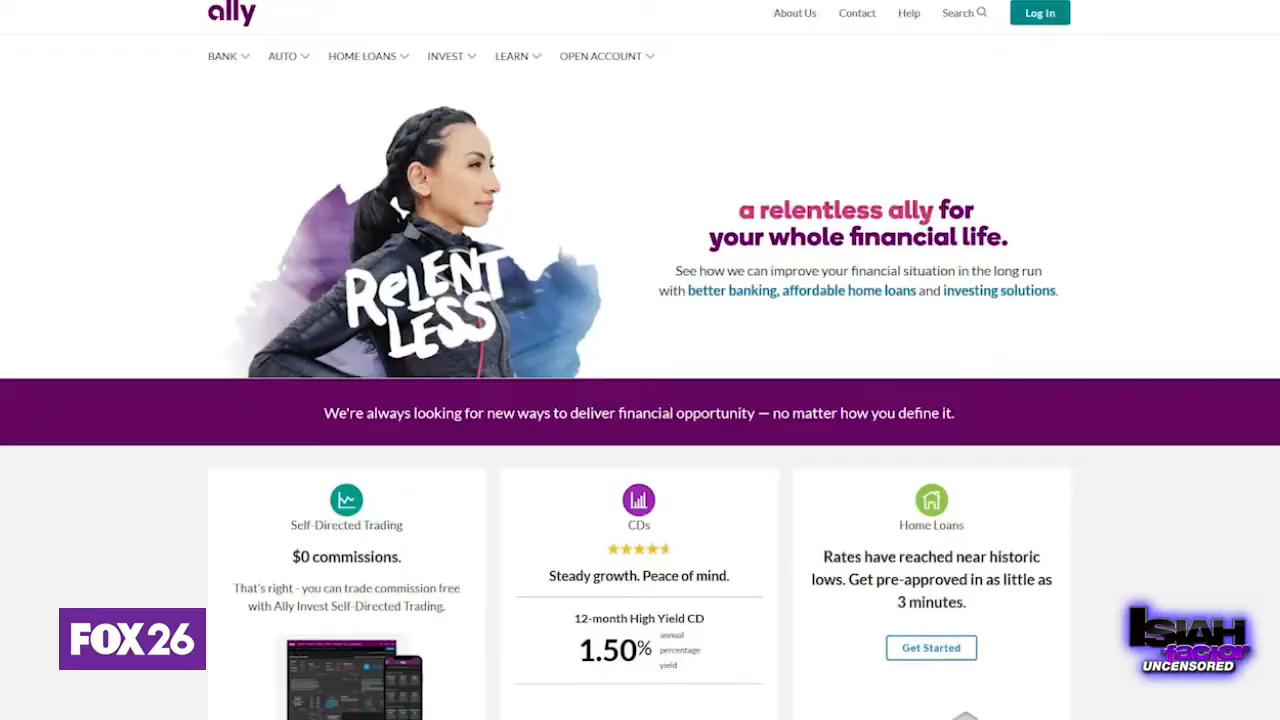 ally
About Us
Contact
Help
Search
Log In
BANK
AUTO
HOME LOANS
INVEST
LEARN
OPEN ACCOUNT
RELENT
LESS
a relentless ally for
your whole financial life.
See how we can improve your financial situation in the long run
with better banking, affordable home loans and investing solutions.
We're always looking for new ways to deliver financial opportunity — no matter how you define it.
Self-Directed Trading
$0 commissions.
That's right - you can trade commission free
with Ally Invest Self-Directed Trading.
CDs
Steady growth. Peace of mind.
12-month High Yield CD
1.50%
annual
percentage
yield
Home Loans
Rates have reached near historic
lows. Get pre-approved in as little as
3 minutes.
Get Started
FOX 26
ISIAH
factor
UNCENSORED